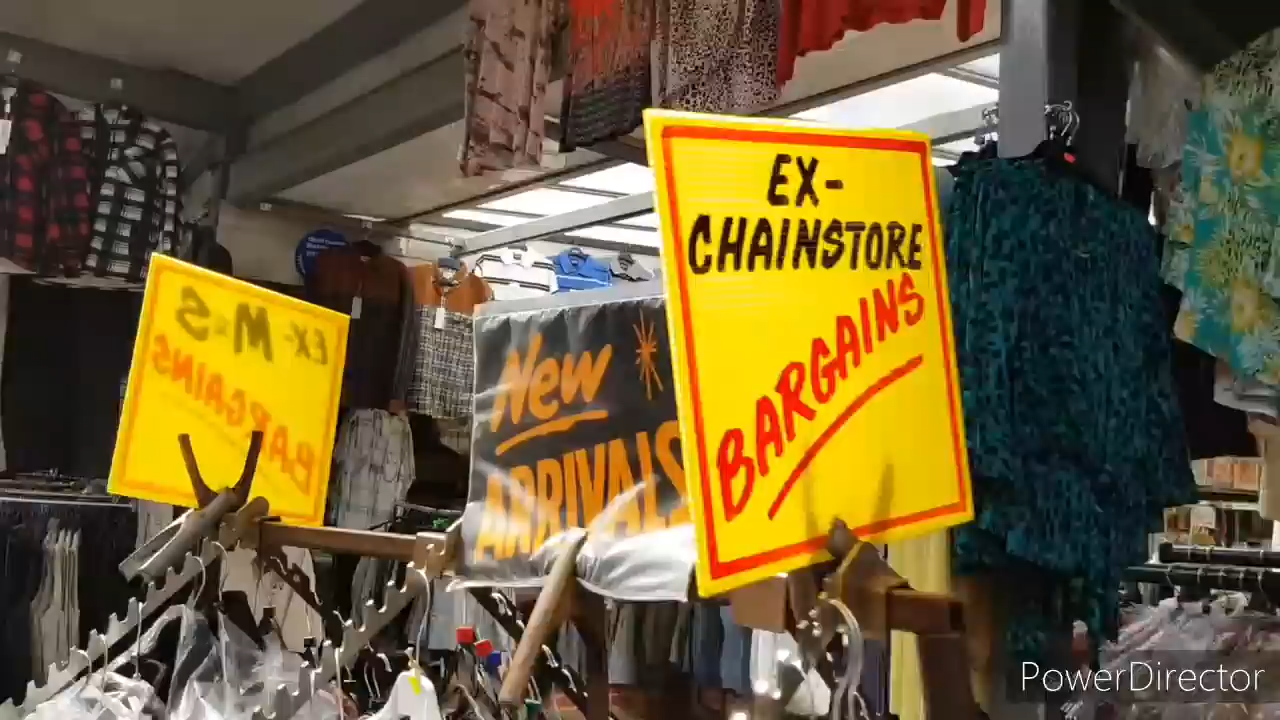 EX- M&S
BARGAINS
New
ARRIVALS
EX-
CHAINSTORE
BARGAINS
PowerDirector